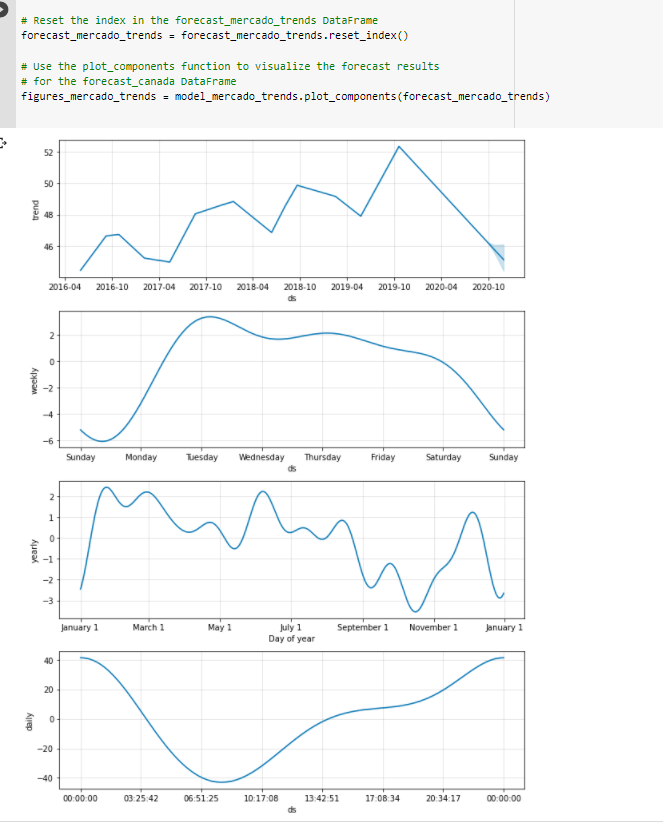 # Reset the index in the forecast_mercado_trends DataFrame
forecast_mercado_trends = forecast_mercado_trends.reset_index()
# Use the plot_components function to visualize the forecast results
# for the forecast_canada DataFrame
figures_mercado_trends = model_mercado_trends.plot_components(forecast_mercado_trends)
52
50
48
46
trend
2016-04 2016-10 2017-04 2017-10 2018-04 2018-10 2019-04 2019-10 2020-04 2020-10
ds
2
0
−2
−4
−6
weekly
Sunday Monday Tuesday Wednesday Thursday Friday Saturday Sunday
ds
2
1
0
−1
−2
−3
yearly
January 1 March 1 May 1 July 1 September 1 November 1 January 1
Day of year
40
20
0
−20
−40
daily
00:00:00 03:25:42 06:51:25 10:17:08 13:42:51 17:08:34 20:34:17 00:00:00
ds